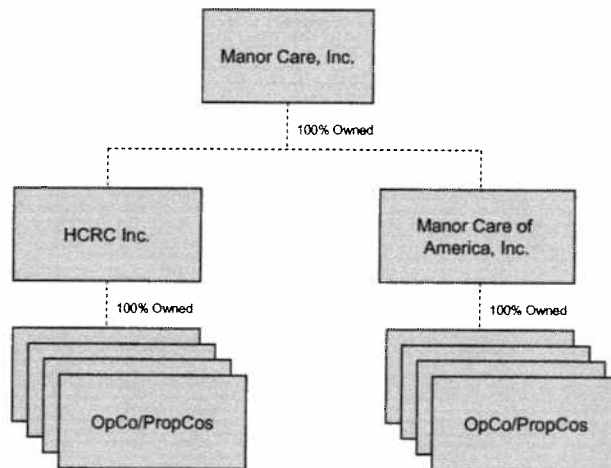 Manor Care, Inc.
100% Owned
HCRC Inc.
Manor Care of
America, Inc.
100% Owned
100% Owned
OpCo/PropCos
OpCo/PropCos